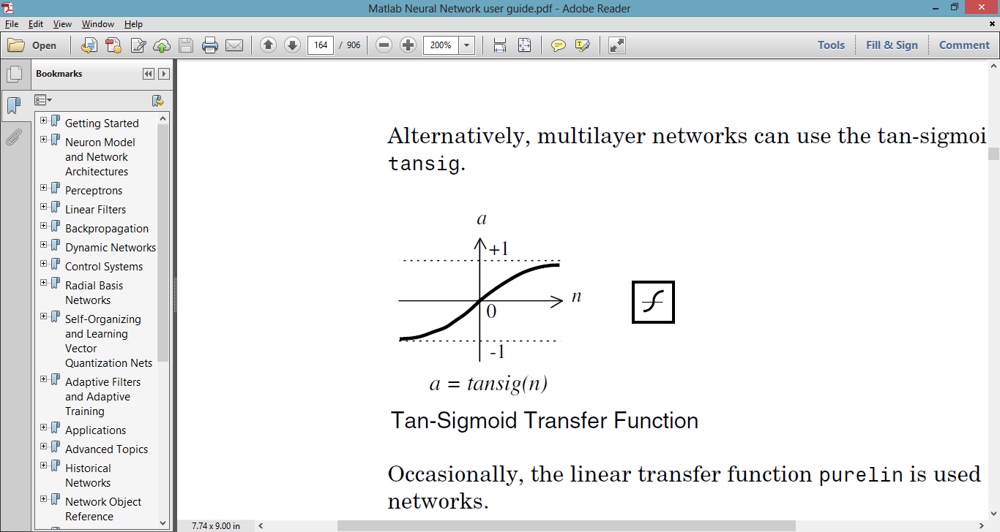 Matlab Neural Network user guide.pdf - Adobe Reader
File Edit View Window Help
Open 164 / 906 200% Tools Fill & Sign Comment
Bookmarks
Getting Started
Neuron Model
and Network
Architectures
Perceptrons
Linear Filters
Backpropagation
Dynamic Networks
Control Systems
Radial Basis
Networks
Self-Organizing
and Learning
Vector
Quantization Nets
Adaptive Filters
and Adaptive
Training
Applications
Advanced Topics
Historical
Networks
Network Object
Reference
Alternatively, multilayer networks can use the tan-sigmoi
tansig.
a
+1
n
0
-1
a = tansig(n)
Tan-Sigmoid Transfer Function
Occasionally, the linear transfer function purelin is used
networks.
7.74 x 9.00 in